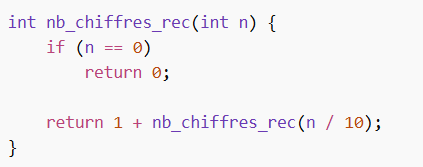 int nb_chiffres_rec(int n) {
    if (n == 0)
        return 0;

    return 1 + nb_chiffres_rec(n / 10);
}